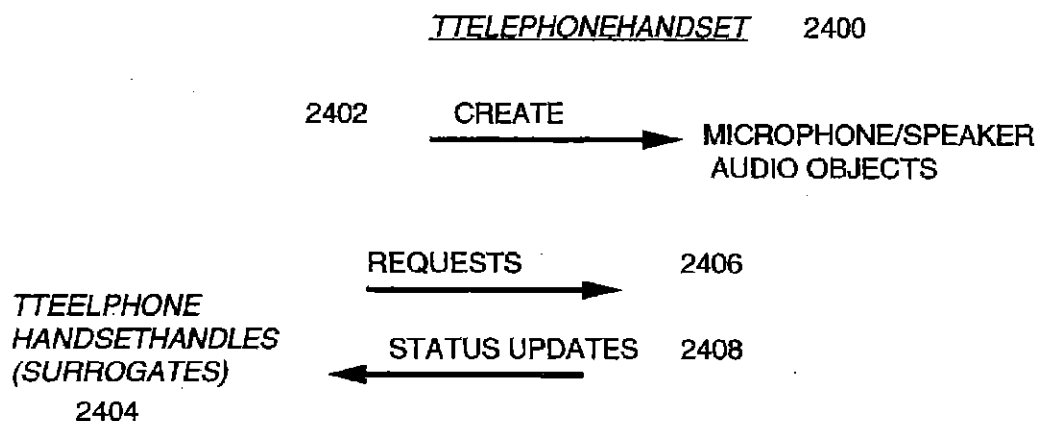 TTELEPHONEHANDSET 2400
2402 CREATE
MICROPHONE/SPEAKER
AUDIO OBJECTS
REQUESTS 2406
TTEELPHONE
HANDSETHANDLES
(SURROGATES)
STATUS UPDATES 2408
2404